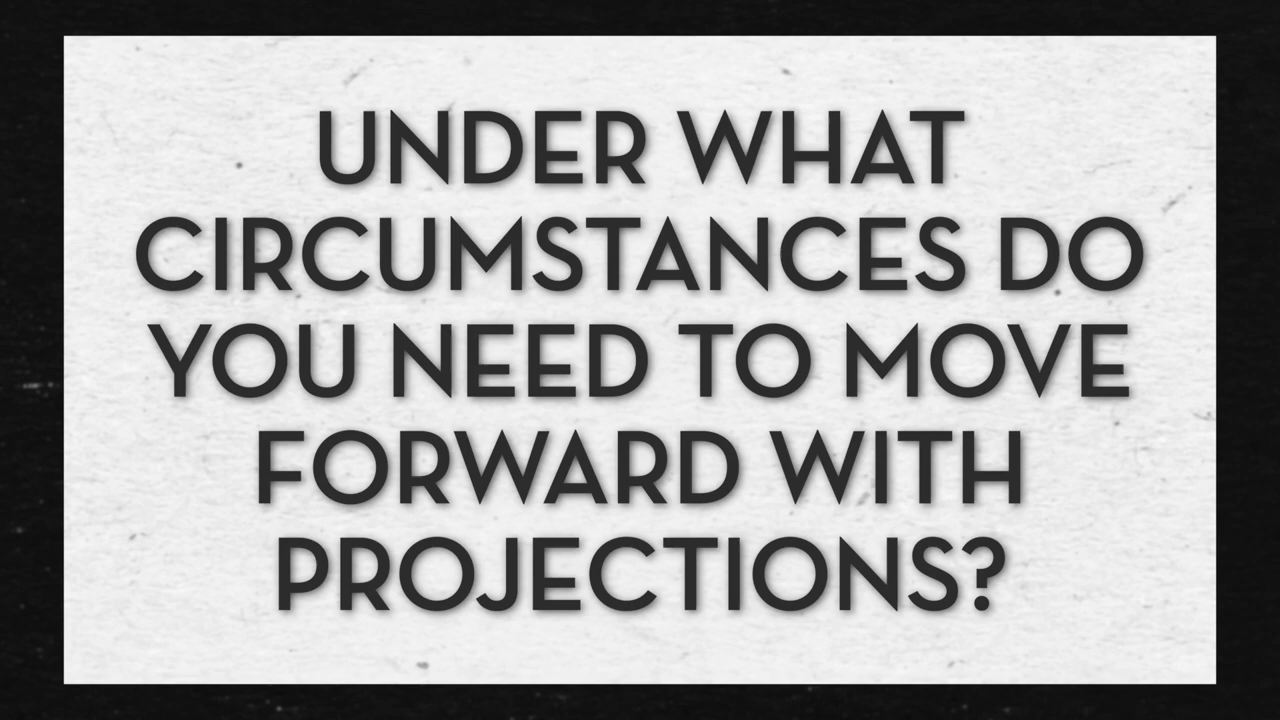 UNDER WHAT
CIRCUMSTANCES DO
YOU NEED TO MOVE
FORWARD WITH
PROJECTIONS?